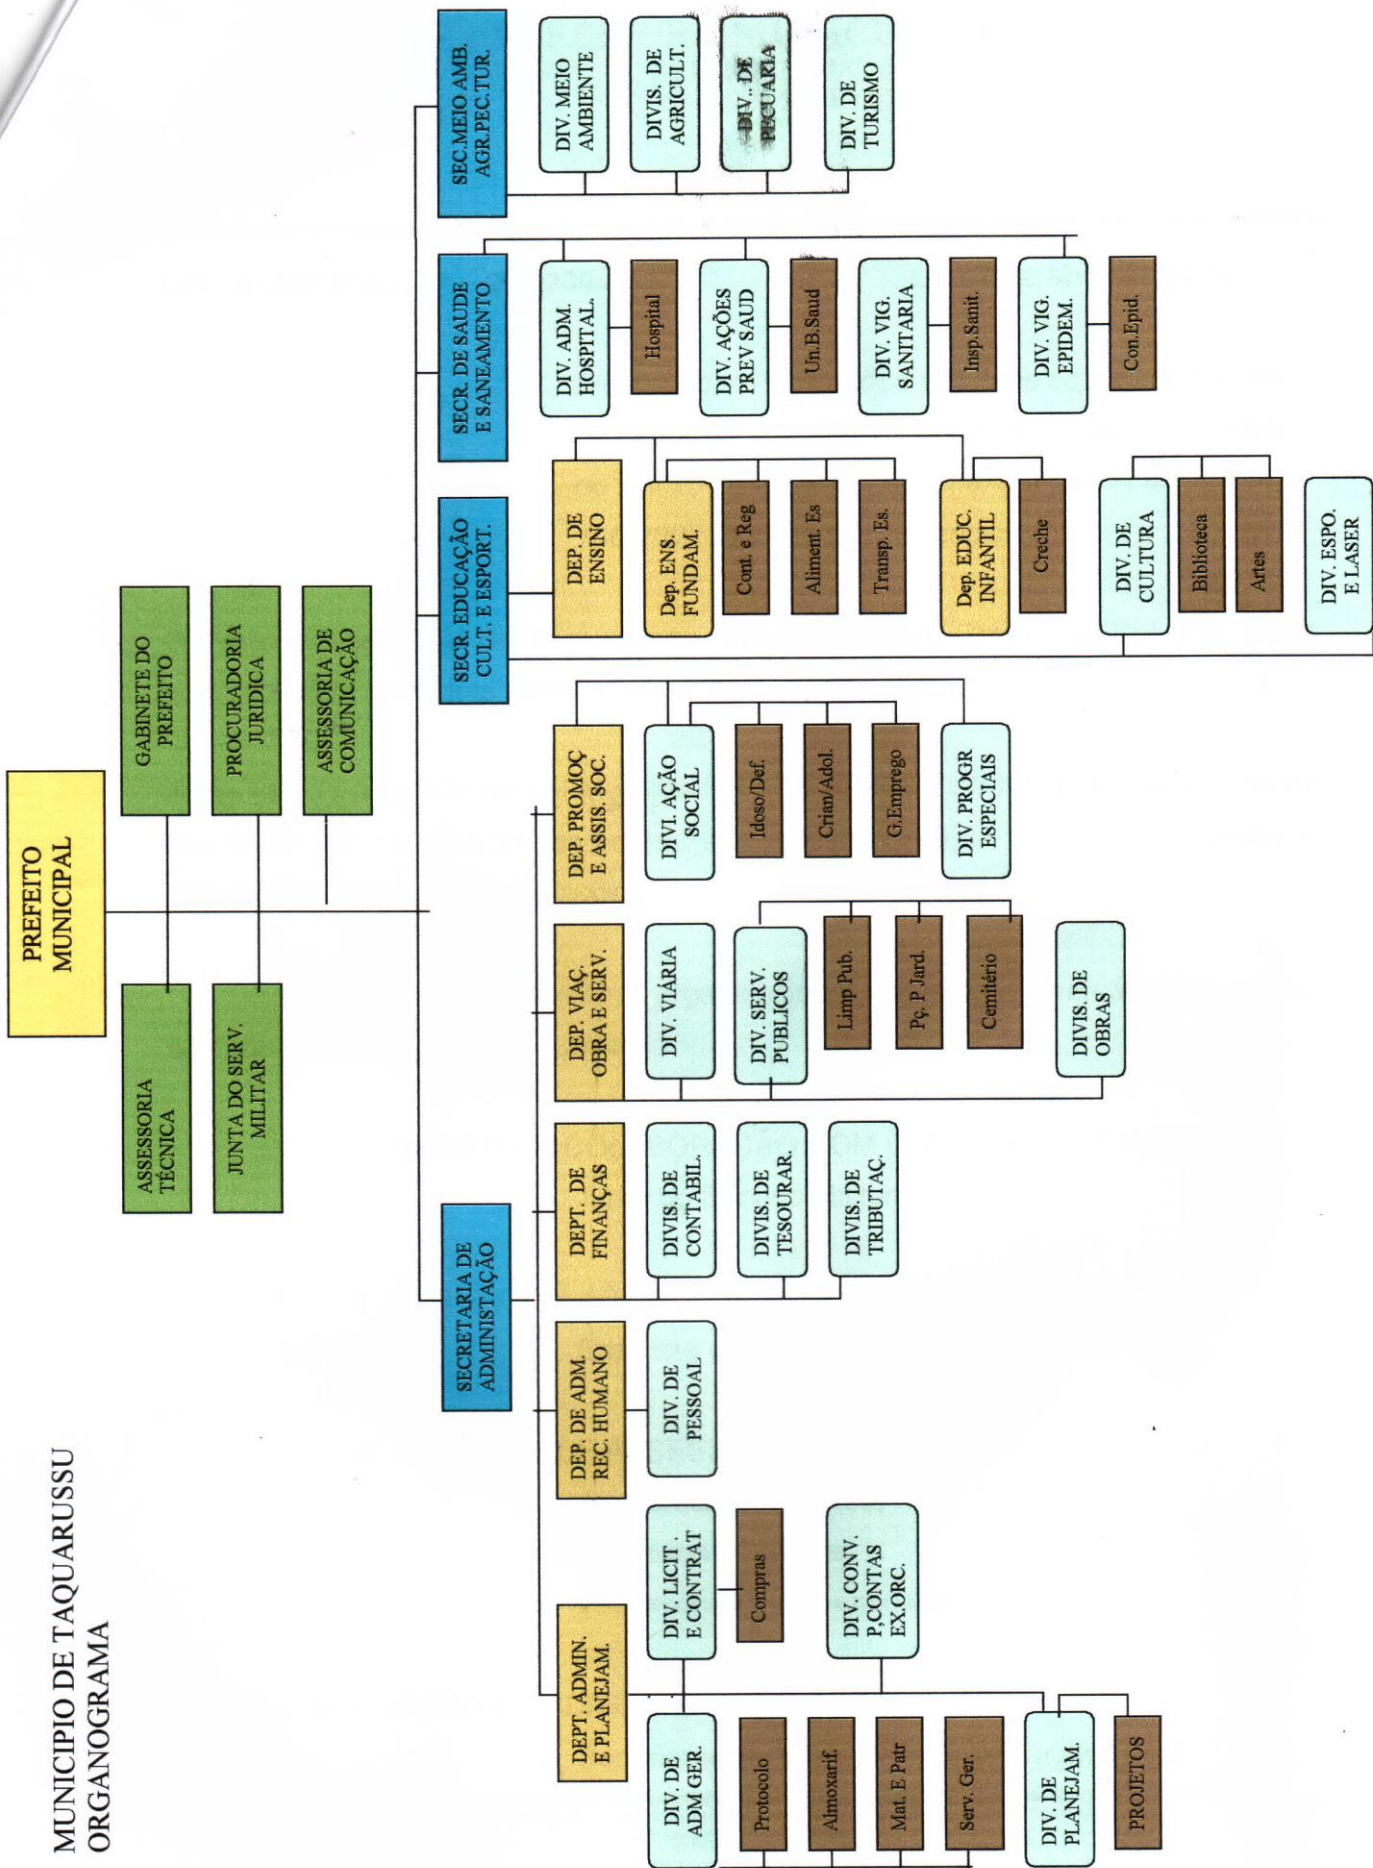 MUNICIPIO DE TAQUARUSSU
ORGANOGRAMA
PREFEITO
MUNICIPAL
ASSESSORIA
TÉCNICA
GABINETE DO
PREFEITO
JUNTA DO SERV.
MILITAR
PROCURADORIA
JURIDICA
ASSESSORIA DE
COMUNICAÇÃO
SECRETARIA DE
ADMINISTAÇÃO
SECR. EDUCAÇÃO
CULT. E ESPORT.
SECR. DE SAUDE
E SANEAMENTO
SEC.MEIO AMB.
AGR.PEC.TUR.
DEPT. ADMIN.
E PLANEJAM.
DIV. DE
ADM GER.
Protocolo
Almoxarif.
Mat. E Patr
Serv. Ger.
DIV. DE
PLANEJAM.
PROJETOS
DIV. LICIT .
E CONTRAT
Compras
DIV. CONV.
P,CONTAS
EX.ORC.
DEP. DE ADM.
REC. HUMANO
DIV. DE
PESSOAL
DEPT. DE
FINANÇAS
DIVIS. DE
CONTABIL.
DIVIS. DE
TESOURAR.
DIVIS. DE
TRIBUTAÇ.
DEP. VIAÇ.
OBRA E SERV.
DIV. VIÁRIA
DIV. SERV.
PUBLICOS
Limp Pub.
Pç. P Jard.
Cemitério
DIVIS. DE
OBRAS
DEP. PROMOÇ
E ASSIS. SOC.
DIVI. AÇÃO
SOCIAL
Idoso/Def.
Crian/Adol.
G.Emprego
DIV. PROGR
ESPECIAIS
DEP. DE
ENSINO
Dep. ENS.
FUNDAM.
Cont. e Reg
Aliment. Es
Transp. Es.
Dep. EDUC.
INFANTIL
Creche
DIV. DE
CULTURA
Biblioteca
Artes
DIV. ESPO.
E LASER
DIV. ADM.
HOSPITAL.
Hospital
DIV. AÇÕES
PREV SAUD
Un.B.Saud
DIV. VIG.
SANITARIA
Insp.Sanit.
DIV. VIG.
EPIDEM.
Con.Epid.
DIV. MEIO
AMBIENTE
DIVIS. DE
AGRICULT.
DIV.. DE
PECUARIA
DIV. DE
TURISMO